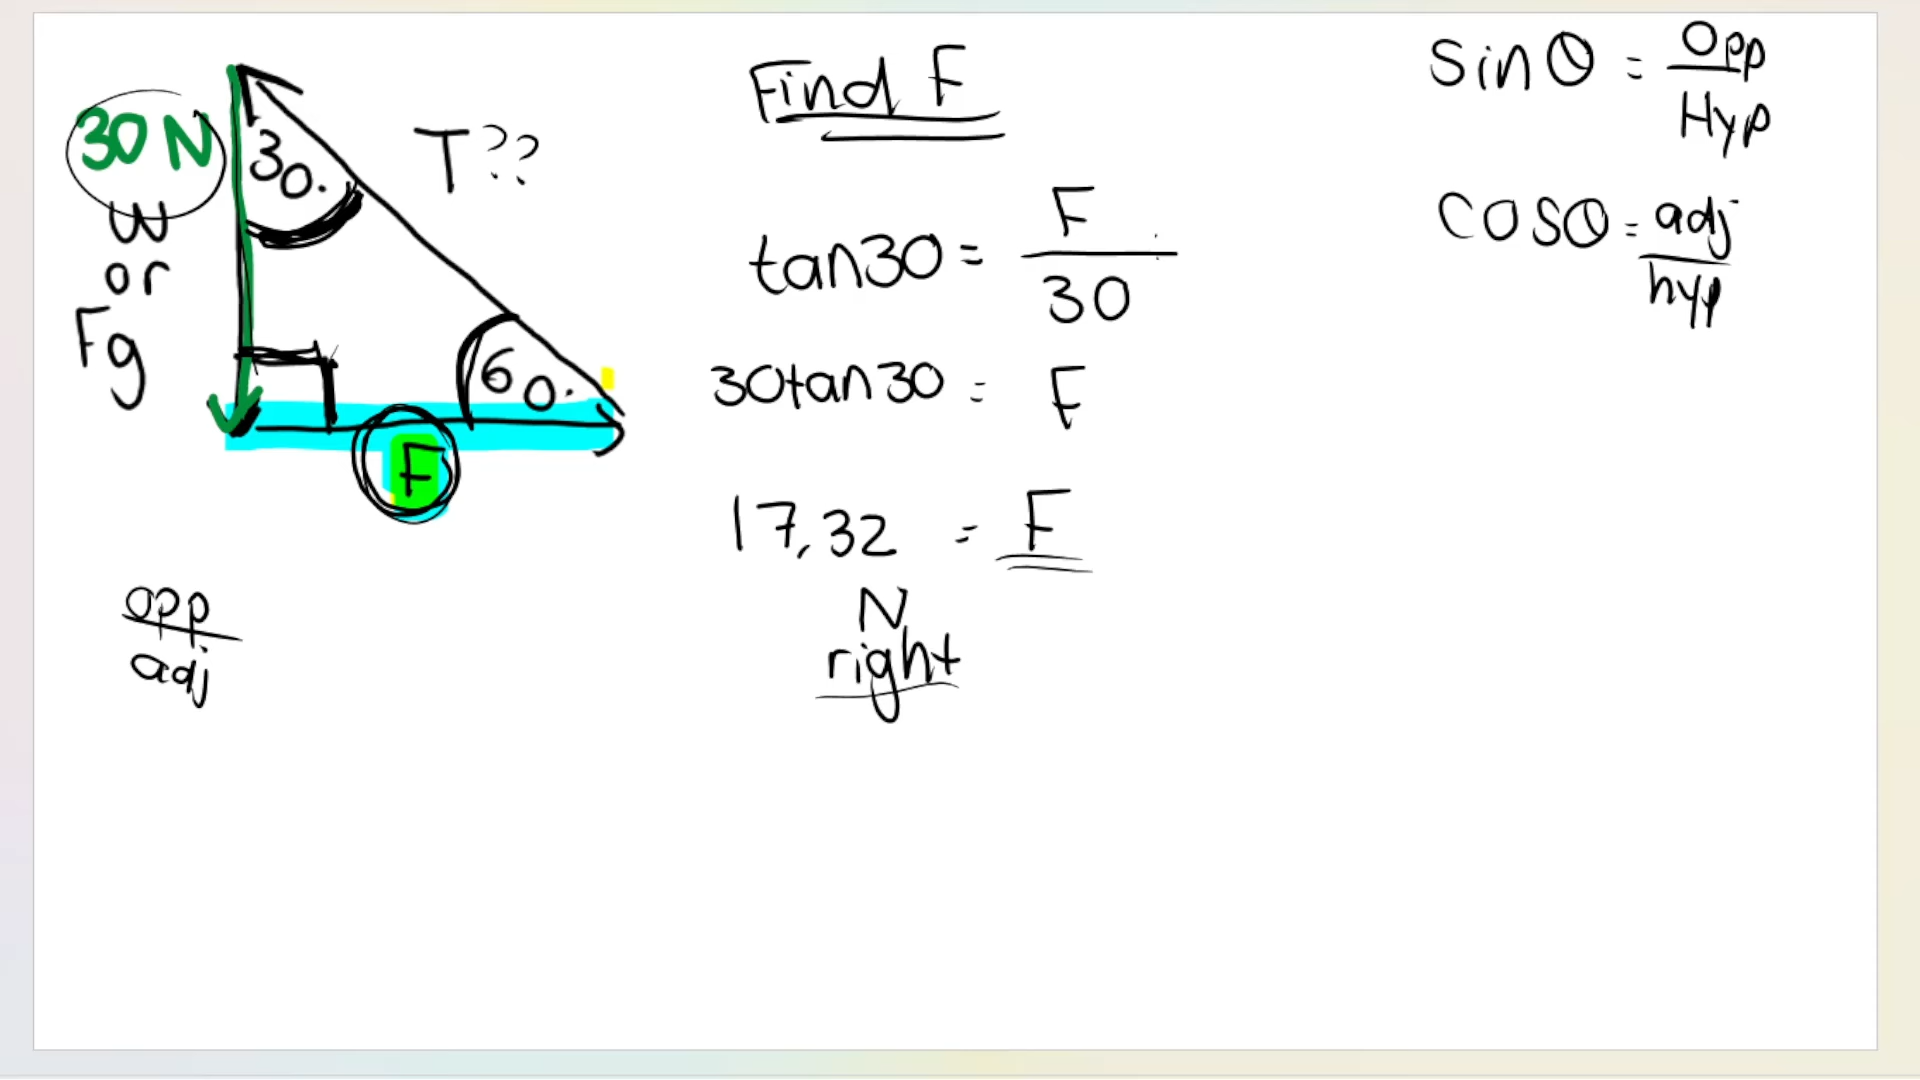 30 N
w
or
Fg
30°
T??
60°
F
opp
adj
Find F
tan30 = F
30
30tan30 = F
17,32 = F
N
right
Sin θ = Opp
Hyp
cosθ = adj
hyp